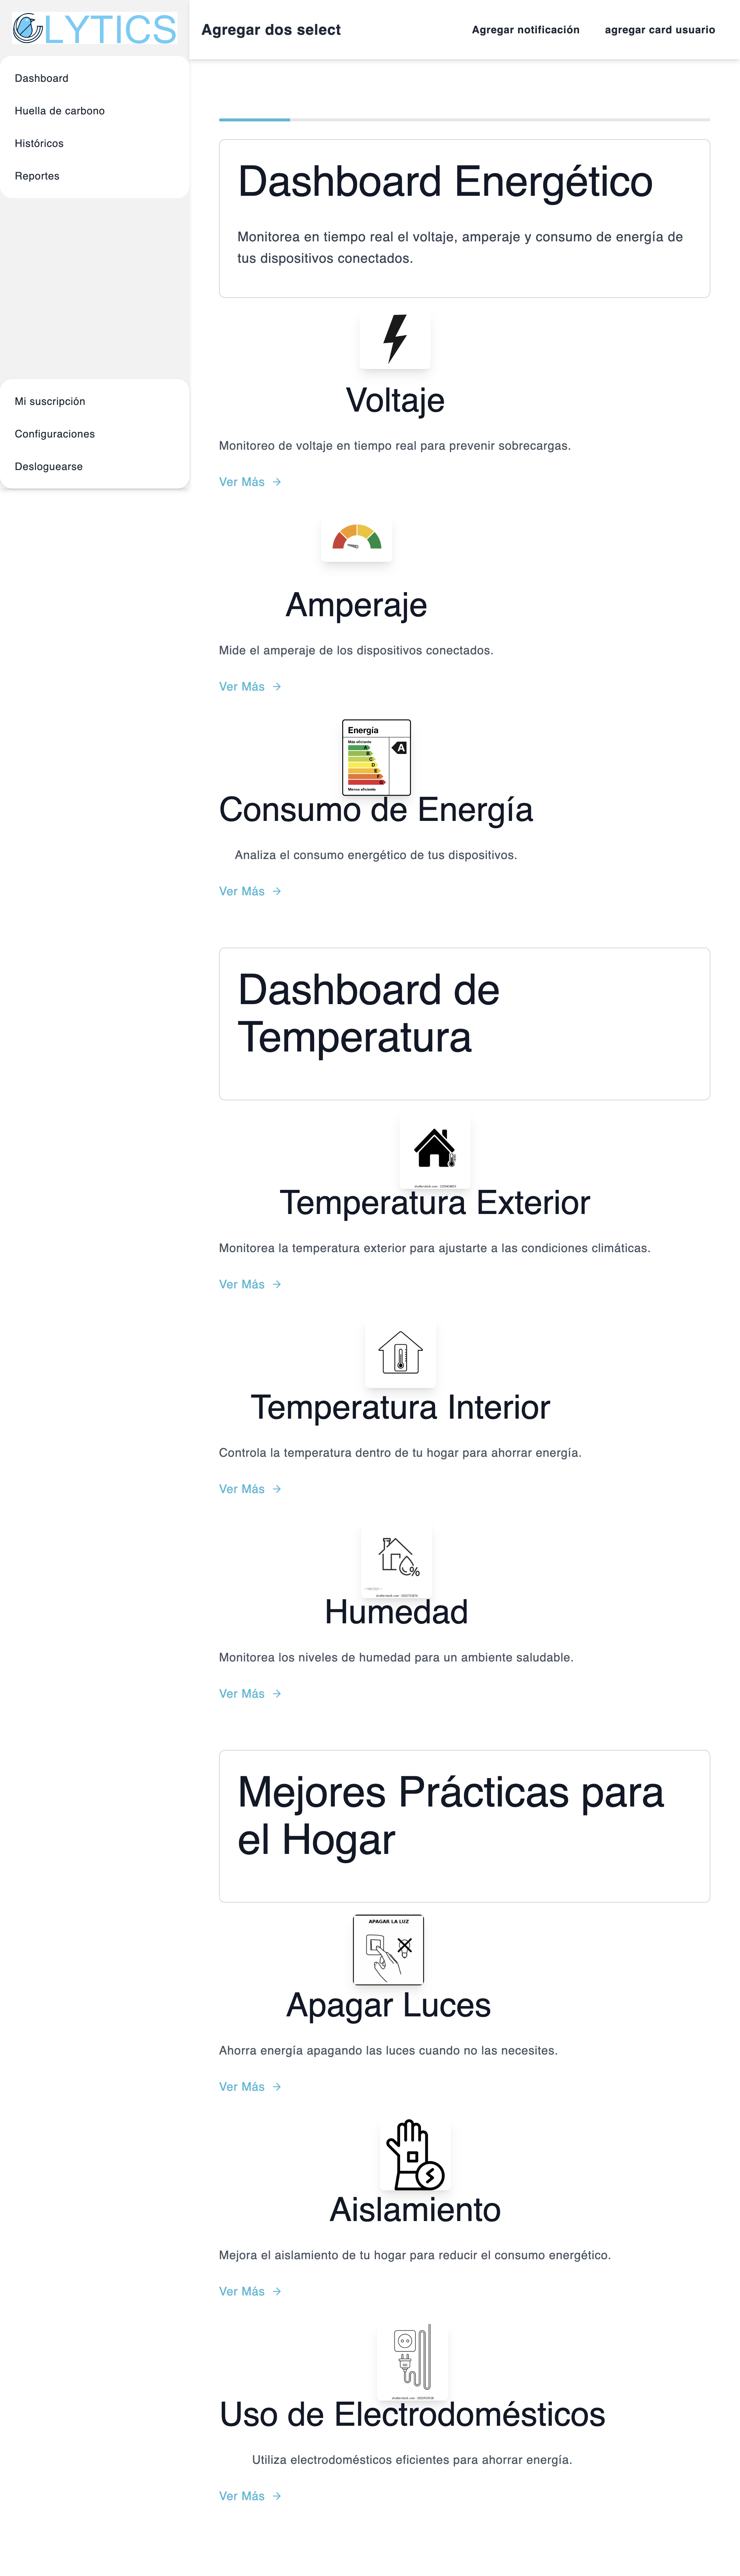 LYTICS
Agregar dos select
Agregar notificación
agregar card usuario
Dashboard
Huella de carbono
Históricos
Reportes
Mi suscripción
Configuraciones
Desloguearse
Dashboard Energético
Monitorea en tiempo real el voltaje, amperaje y consumo de energía de
tus dispositivos conectados.
Voltaje
Monitoreo de voltaje en tiempo real para prevenir sobrecargas.
Ver Más →
Amperaje
Mide el amperaje de los dispositivos conectados.
Ver Más →
Energía
Más eficiente
A
A
B
C
D
E
F
G
Menos eficiente
Consumo de Energía
Analiza el consumo energético de tus dispositivos.
Ver Más →
Dashboard de
Temperatura
Temperatura Exterior
Monitorea la temperatura exterior para ajustarte a las condiciones climáticas.
Ver Más →
Temperatura Interior
Controla la temperatura dentro de tu hogar para ahorrar energía.
Ver Más →
%
Humedad
Monitorea los niveles de humedad para un ambiente saludable.
Ver Más →
Mejores Prácticas para
el Hogar
APAGAR LA LUZ
Apagar Luces
Ahorra energía apagando las luces cuando no las necesites.
Ver Más →
Aislamiento
Mejora el aislamiento de tu hogar para reducir el consumo energético.
Ver Más →
Uso de Electrodomésticos
Utiliza electrodomésticos eficientes para ahorrar energía.
Ver Más →